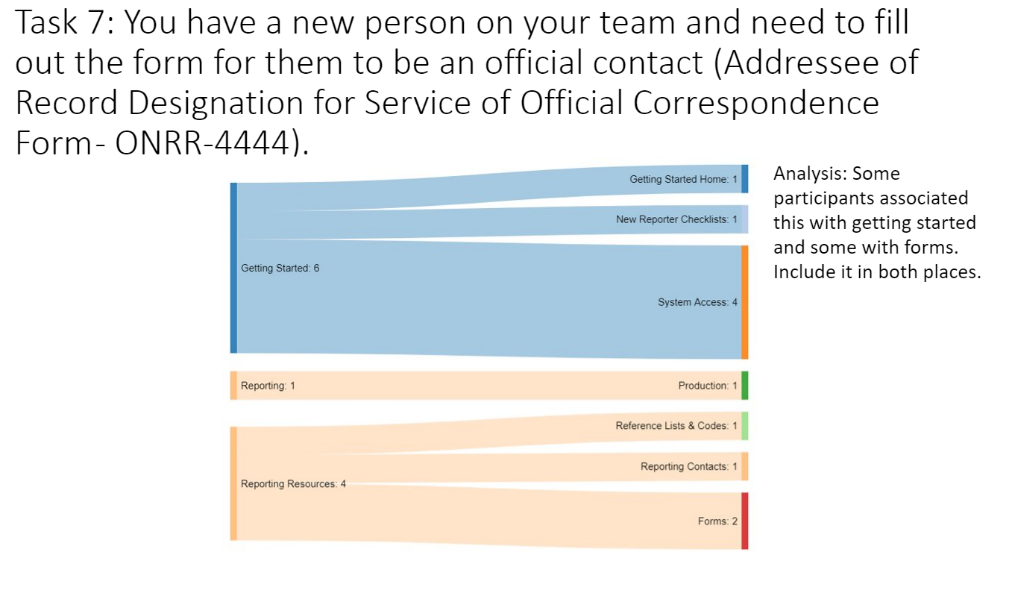 Task 7: You have a new person on your team and need to fill
out the form for them to be an official contact (Addressee of
Record Designation for Service of Official Correspondence
Form- ONRR-4444).
Analysis: Some
participants associated
this with getting started
and some with forms.
Include it in both places.
Getting Started Home: 1
New Reporter Checklists: 1
Getting Started: 6
System Access: 4
Reporting: 1
Production: 1
Reference Lists & Codes: 1
Reporting Contacts: 1
Reporting Resources: 4
Forms: 2